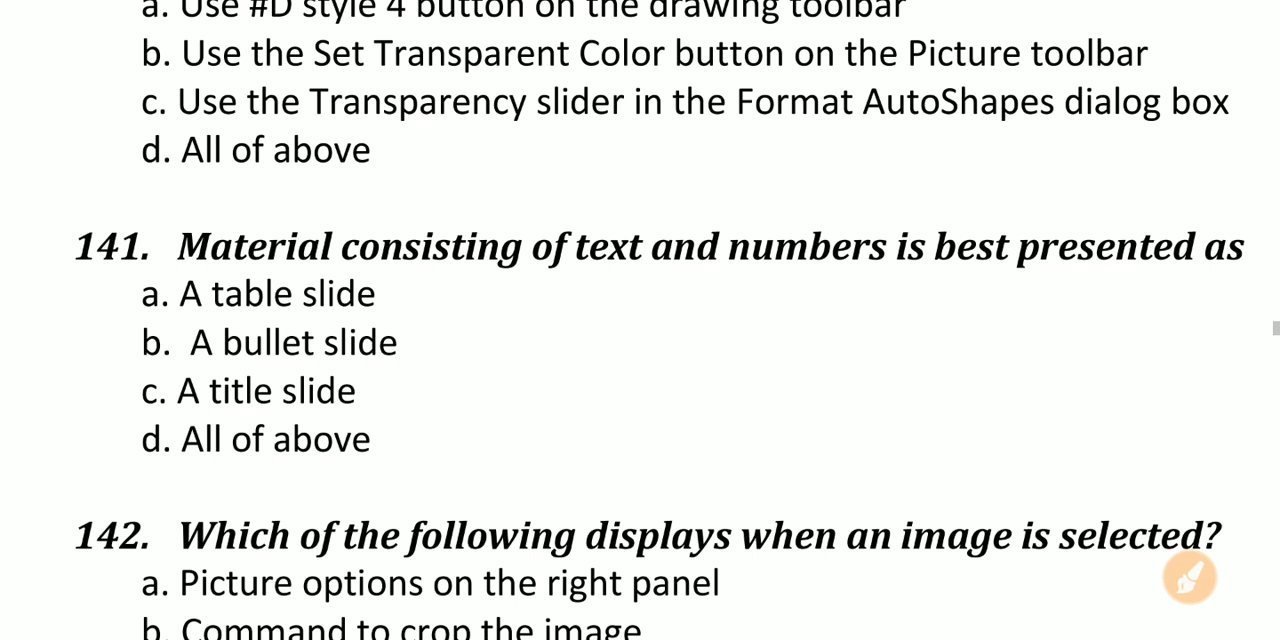 a. Use #D style 4 button on the drawing toolbar
b. Use the Set Transparent Color button on the Picture toolbar
c. Use the Transparency slider in the Format AutoShapes dialog box
d. All of above
141. Material consisting of text and numbers is best presented as
a. A table slide
b. A bullet slide
c. A title slide
d. All of above
142. Which of the following displays when an image is selected?
a. Picture options on the right panel
b. Command to crop the image